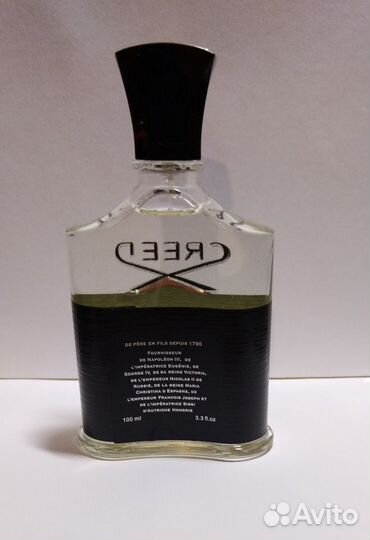 CREED
DE PÈRE EN FILS DEPUIS 1760
FOURNISSEUR
DE NAPOLÉON III, DE
L'IMPÉRATRICE EUGÉNIE, DE
GEORGE IV, DE SA REINE VICTORIA,
DE L'EMPEREUR NICOLAS II DE
RUSSIE, DE LA REINE MARIA
CHRISTINA D ESPAGNE, DE
L'EMPEREUR FRANÇOIS JOSEPH ET
DE L'IMPÉRATRICE SISSI
D'AUTRICHE HONGRIE
100 ml 3.3 fl.oz
Avito